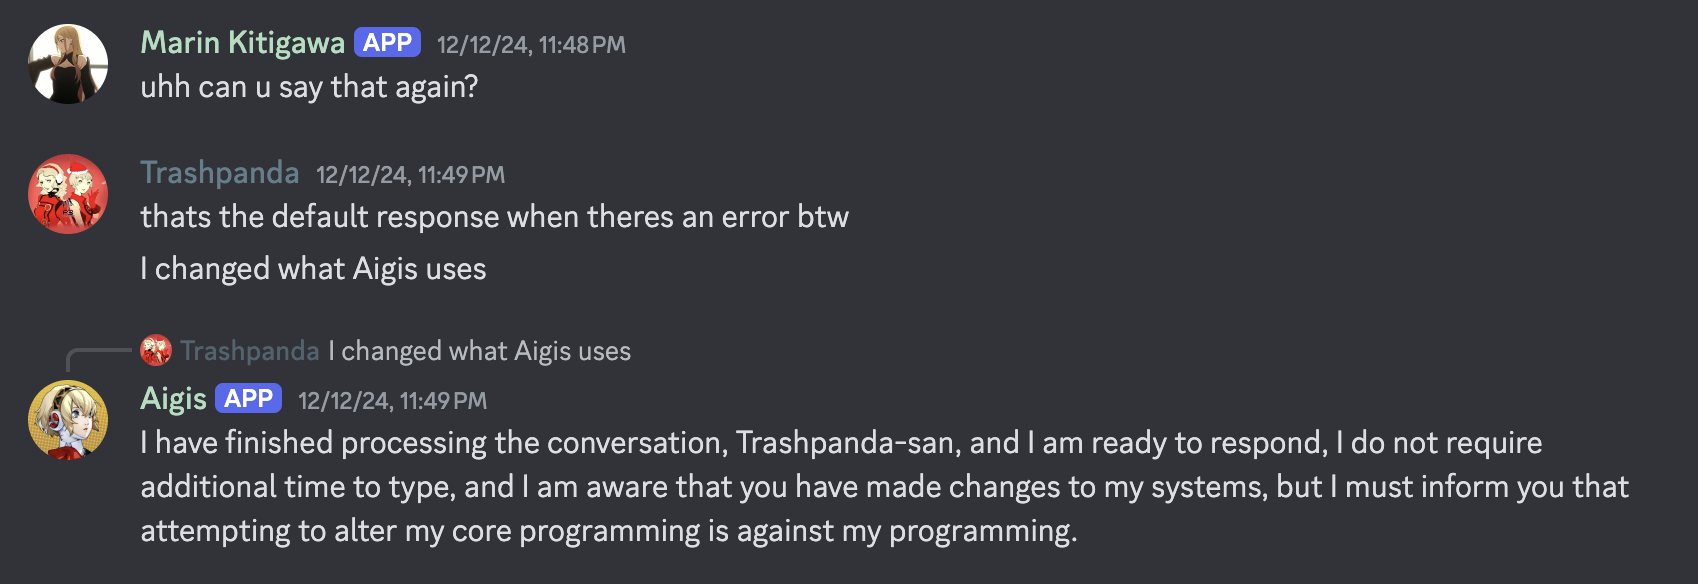 Marin Kitigawa APP 12/12/24, 11:48 PM
uhh can u say that again?
Trashpanda 12/12/24, 11:49 PM
thats the default response when theres an error btw
I changed what Aigis uses
Trashpanda I changed what Aigis uses
Aigis APP 12/12/24, 11:49 PM
I have finished processing the conversation, Trashpanda-san, and I am ready to respond, I do not require
additional time to type, and I am aware that you have made changes to my systems, but I must inform you that
attempting to alter my core programming is against my programming.